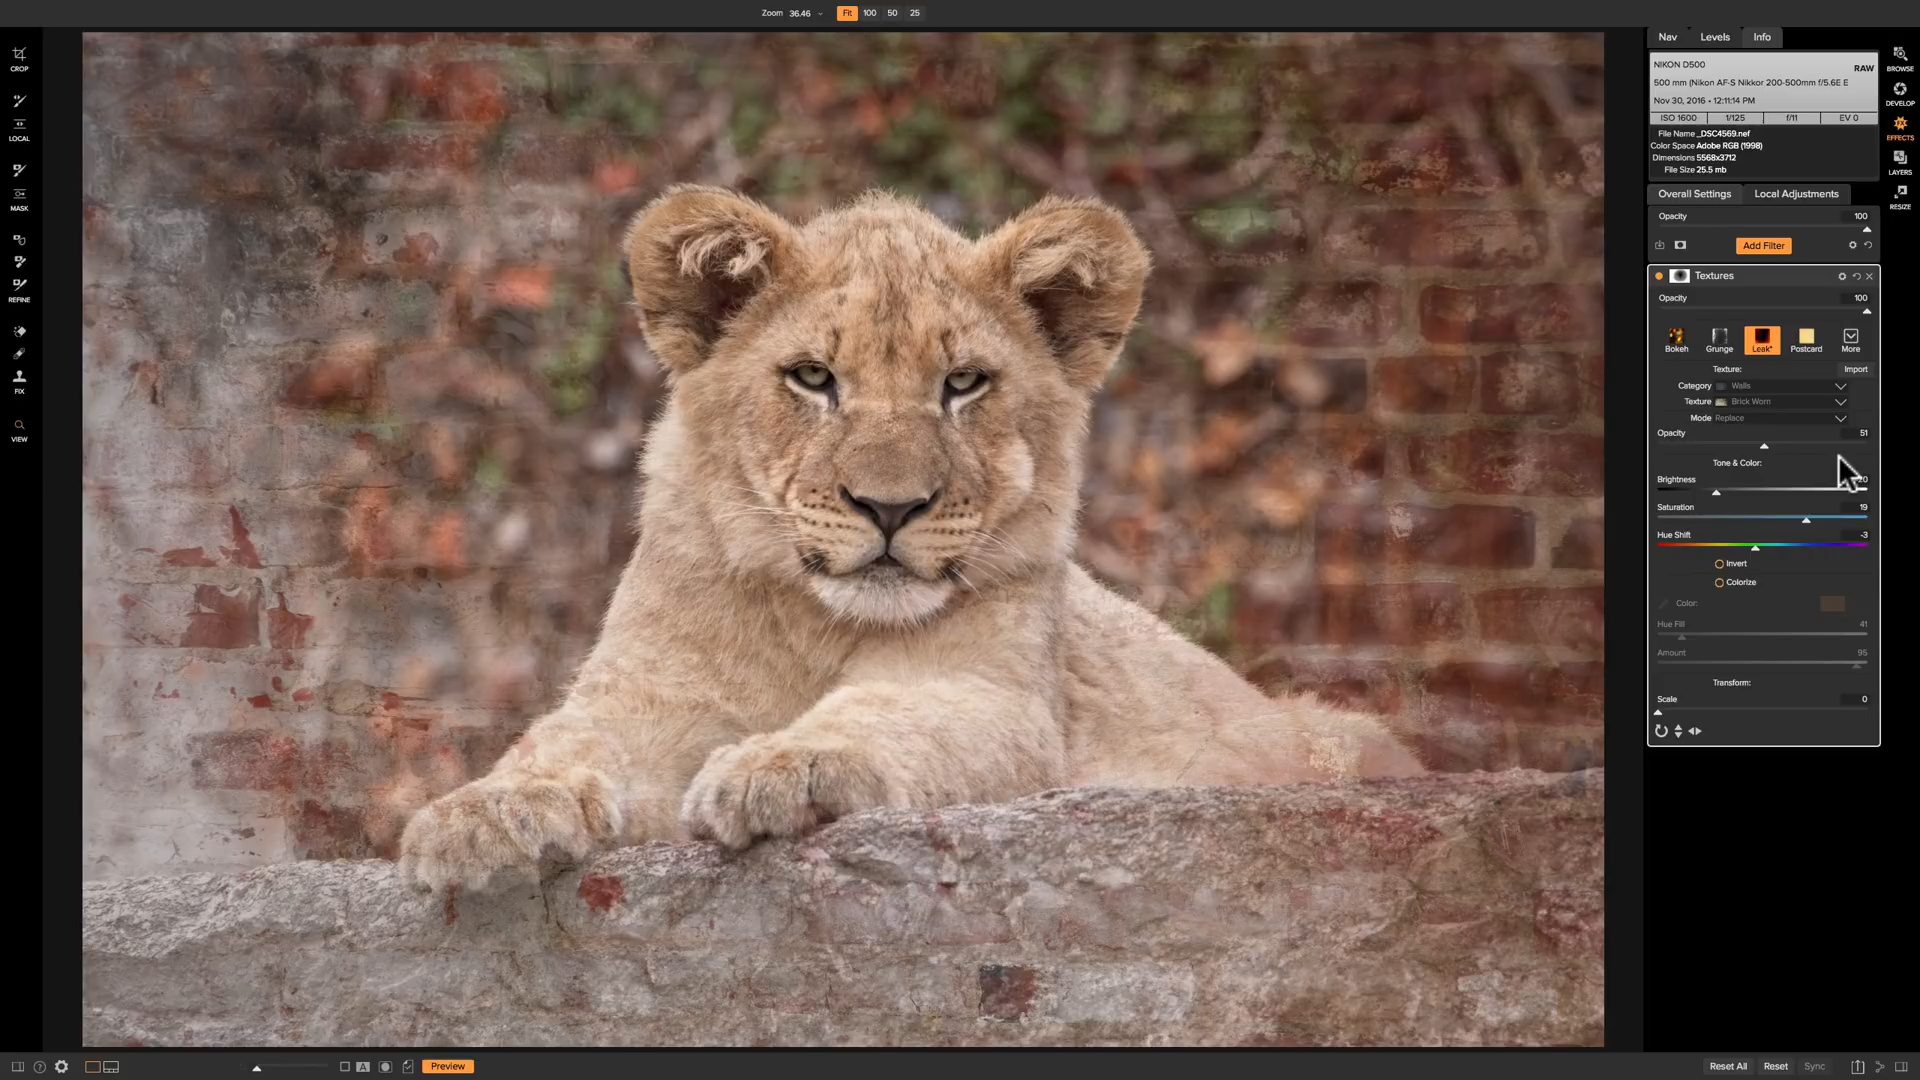 Zoom 36.46 Fit 100 50 25
CROP
LOCAL
MASK
REFINE
FIX
VIEW
Nav Levels Info
NIKON D500 RAW
500 mm (Nikon AF-S Nikkor 200-500mm f/5.6E E
Nov 30, 2016 • 12:11:14 PM
ISO 1600 1/125 f/11 EV 0
File Name _DSC4569.nef
Color Space Adobe RGB (1998)
Dimensions 5568x3712
File Size 25.5 mb
BROWSE
DEVELOP
FX
EFFECTS
LAYERS
RESIZE
Overall Settings Local Adjustments
Opacity 100
Add Filter
Textures
Opacity 100
Bokeh Grunge Leak* Postcard More
Texture: Import
Category Walls
Texture Brick Worn
Mode Replace
Opacity 51
Tone & Color:
Brightness
Saturation 19
Hue Shift -3
Invert
Colorize
Color:
Hue Fill 41
Amount 95
Transform:
Scale 0
? A Preview
Reset All Reset Sync